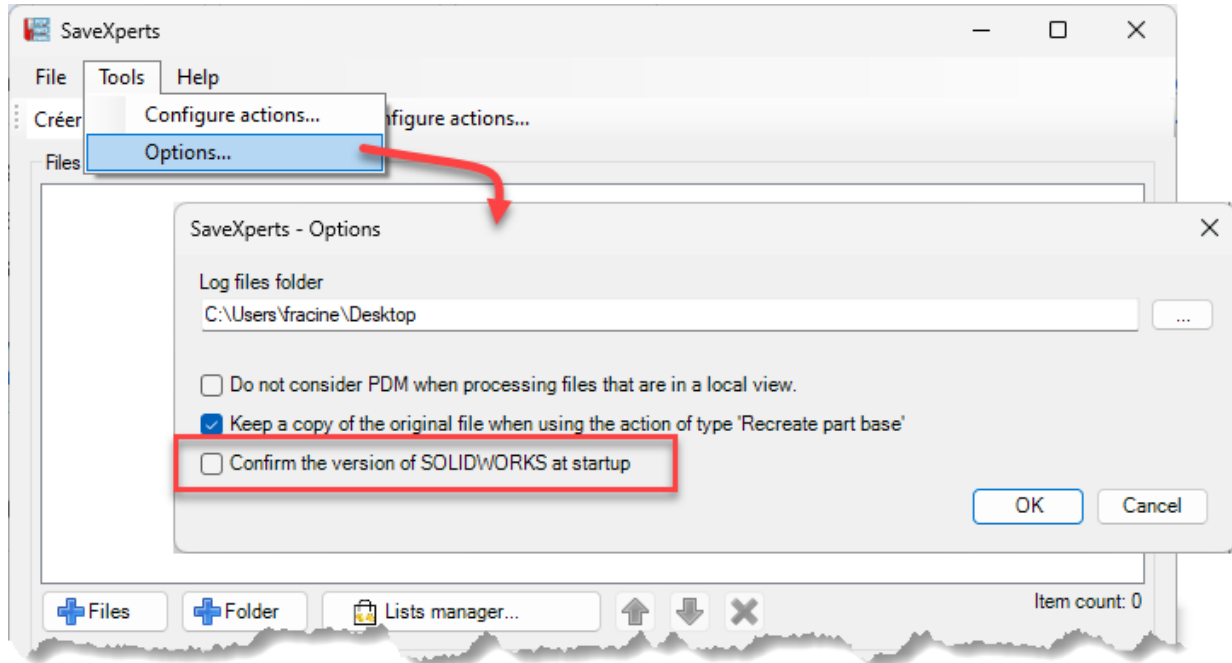 SaveXperts
File Tools Help
Créer
Configure actions...
nfigure actions...
Options...
Files
SaveXperts - Options
Log files folder
C:\Users\fracine\Desktop
...
Do not consider PDM when processing files that are in a local view.
Keep a copy of the original file when using the action of type 'Recreate part base'
Confirm the version of SOLIDWORKS at startup
OK Cancel
Files Folder Lists manager... Item count: 0